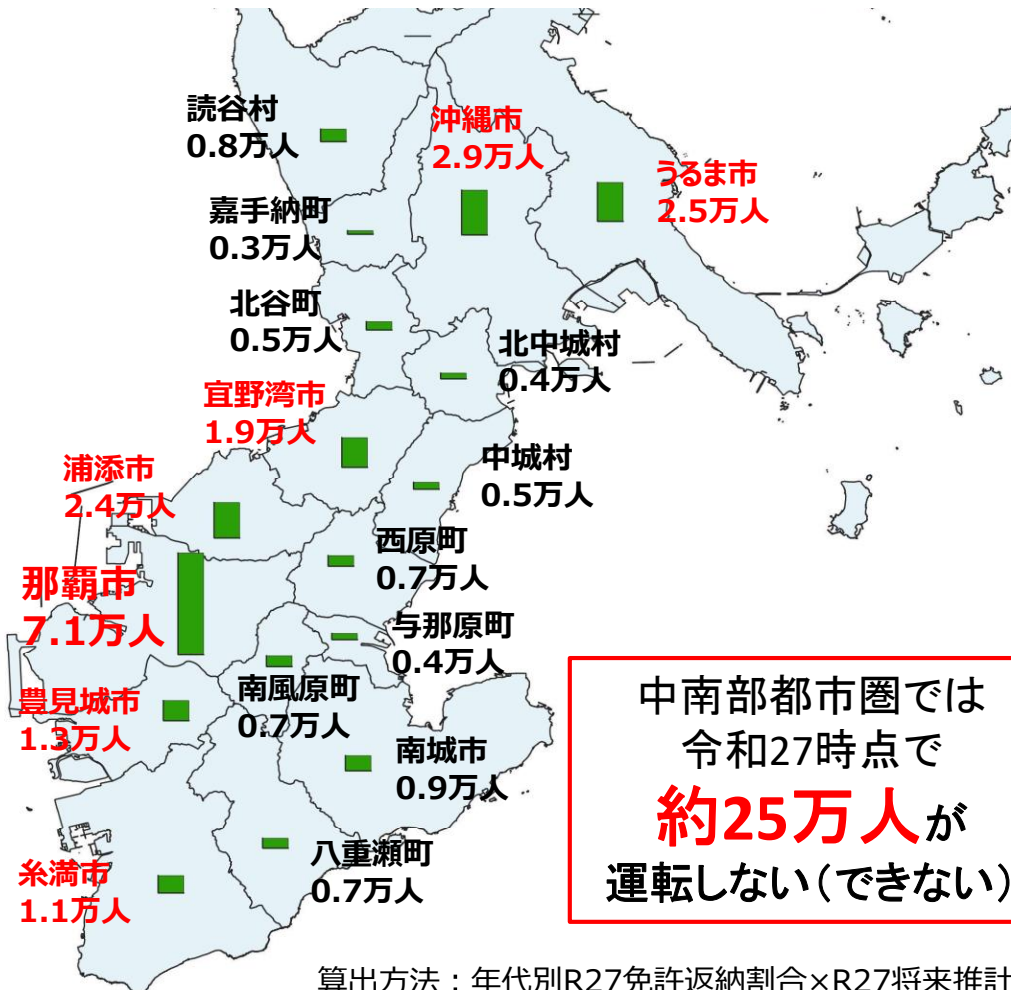 読谷村
0.8万人
沖縄市
2.9万人
うるま市
2.5万人
嘉手納町
0.3万人
北谷町
0.5万人
北中城村
0.4万人
宜野湾市
1.9万人
中城村
0.5万人
浦添市
2.4万人
西原町
0.7万人
那覇市
7.1万人
与那原町
0.4万人
南風原町
0.7万人
豊見城市
1.3万人
南城市
0.9万人
八重瀬町
0.7万人
糸満市
1.1万人
中南部都市圏では
令和27時点で
約25万人が
運転しない(できない)
算出方法:年代別R27免許返納割合×R27将来推計